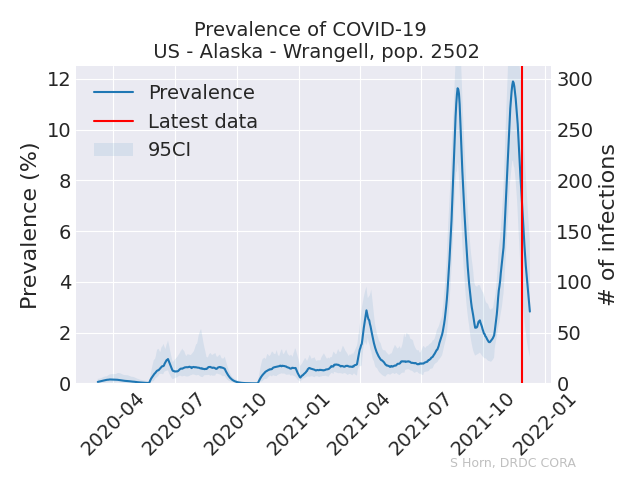 Prevalence of COVID-19
US - Alaska - Wrangell, pop. 2502
Prevalence
Latest data
95CI
Prevalence (%)
12
10
8
6
4
2
0
# of infections
300
250
200
150
100
50
0
2020-04
2020-07
2020-10
2021-01
2021-04
2021-07
2021-10
2022-01
S Horn, DRDC CORA